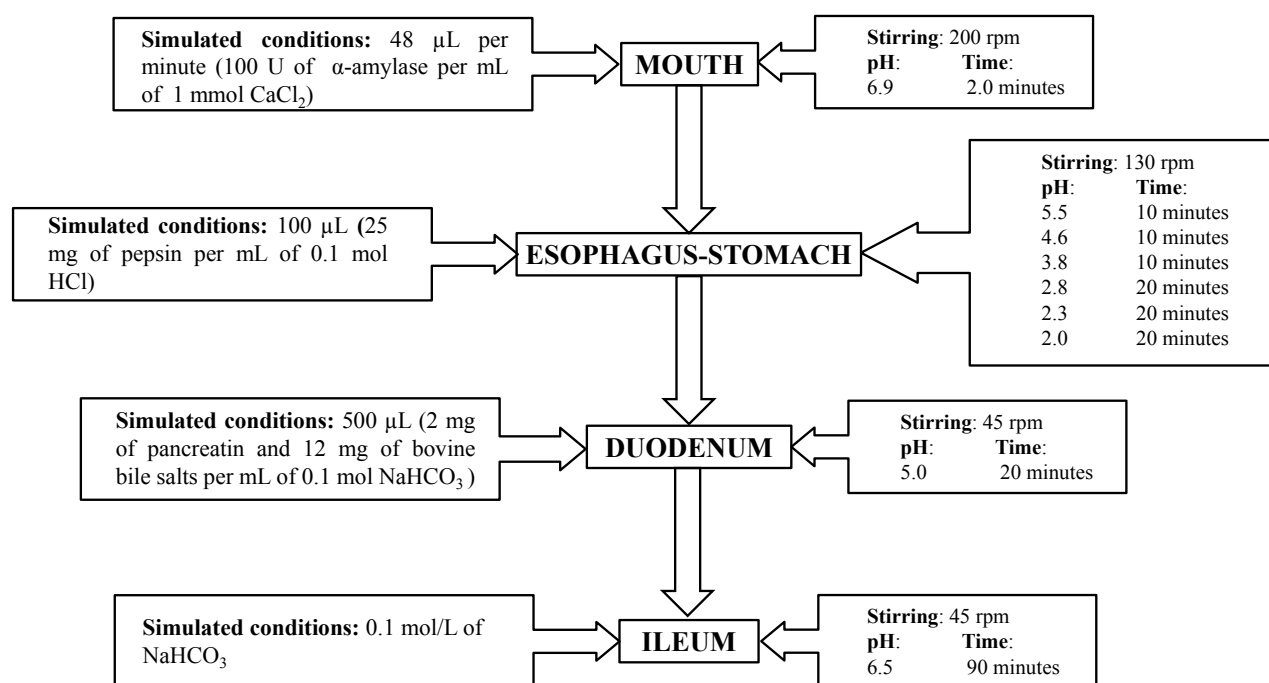 Simulated conditions: 48 µL per
minute (100 U of α-amylase per mL
of 1 mmol CaCl₂)
MOUTH
Stirring: 200 rpm
pH: Time:
6.9 2.0 minutes
Simulated conditions: 100 µL (25
mg of pepsin per mL of 0.1 mol
HCl)
ESOPHAGUS-STOMACH
Stirring: 130 rpm
pH: Time:
5.5 10 minutes
4.6 10 minutes
3.8 10 minutes
2.8 20 minutes
2.3 20 minutes
2.0 20 minutes
Simulated conditions: 500 µL (2 mg
of pancreatin and 12 mg of bovine
bile salts per mL of 0.1 mol NaHCO₃ )
DUODENUM
Stirring: 45 rpm
pH: Time:
5.0 20 minutes
Simulated conditions: 0.1 mol/L of
NaHCO₃
ILEUM
Stirring: 45 rpm
pH: Time:
6.5 90 minutes